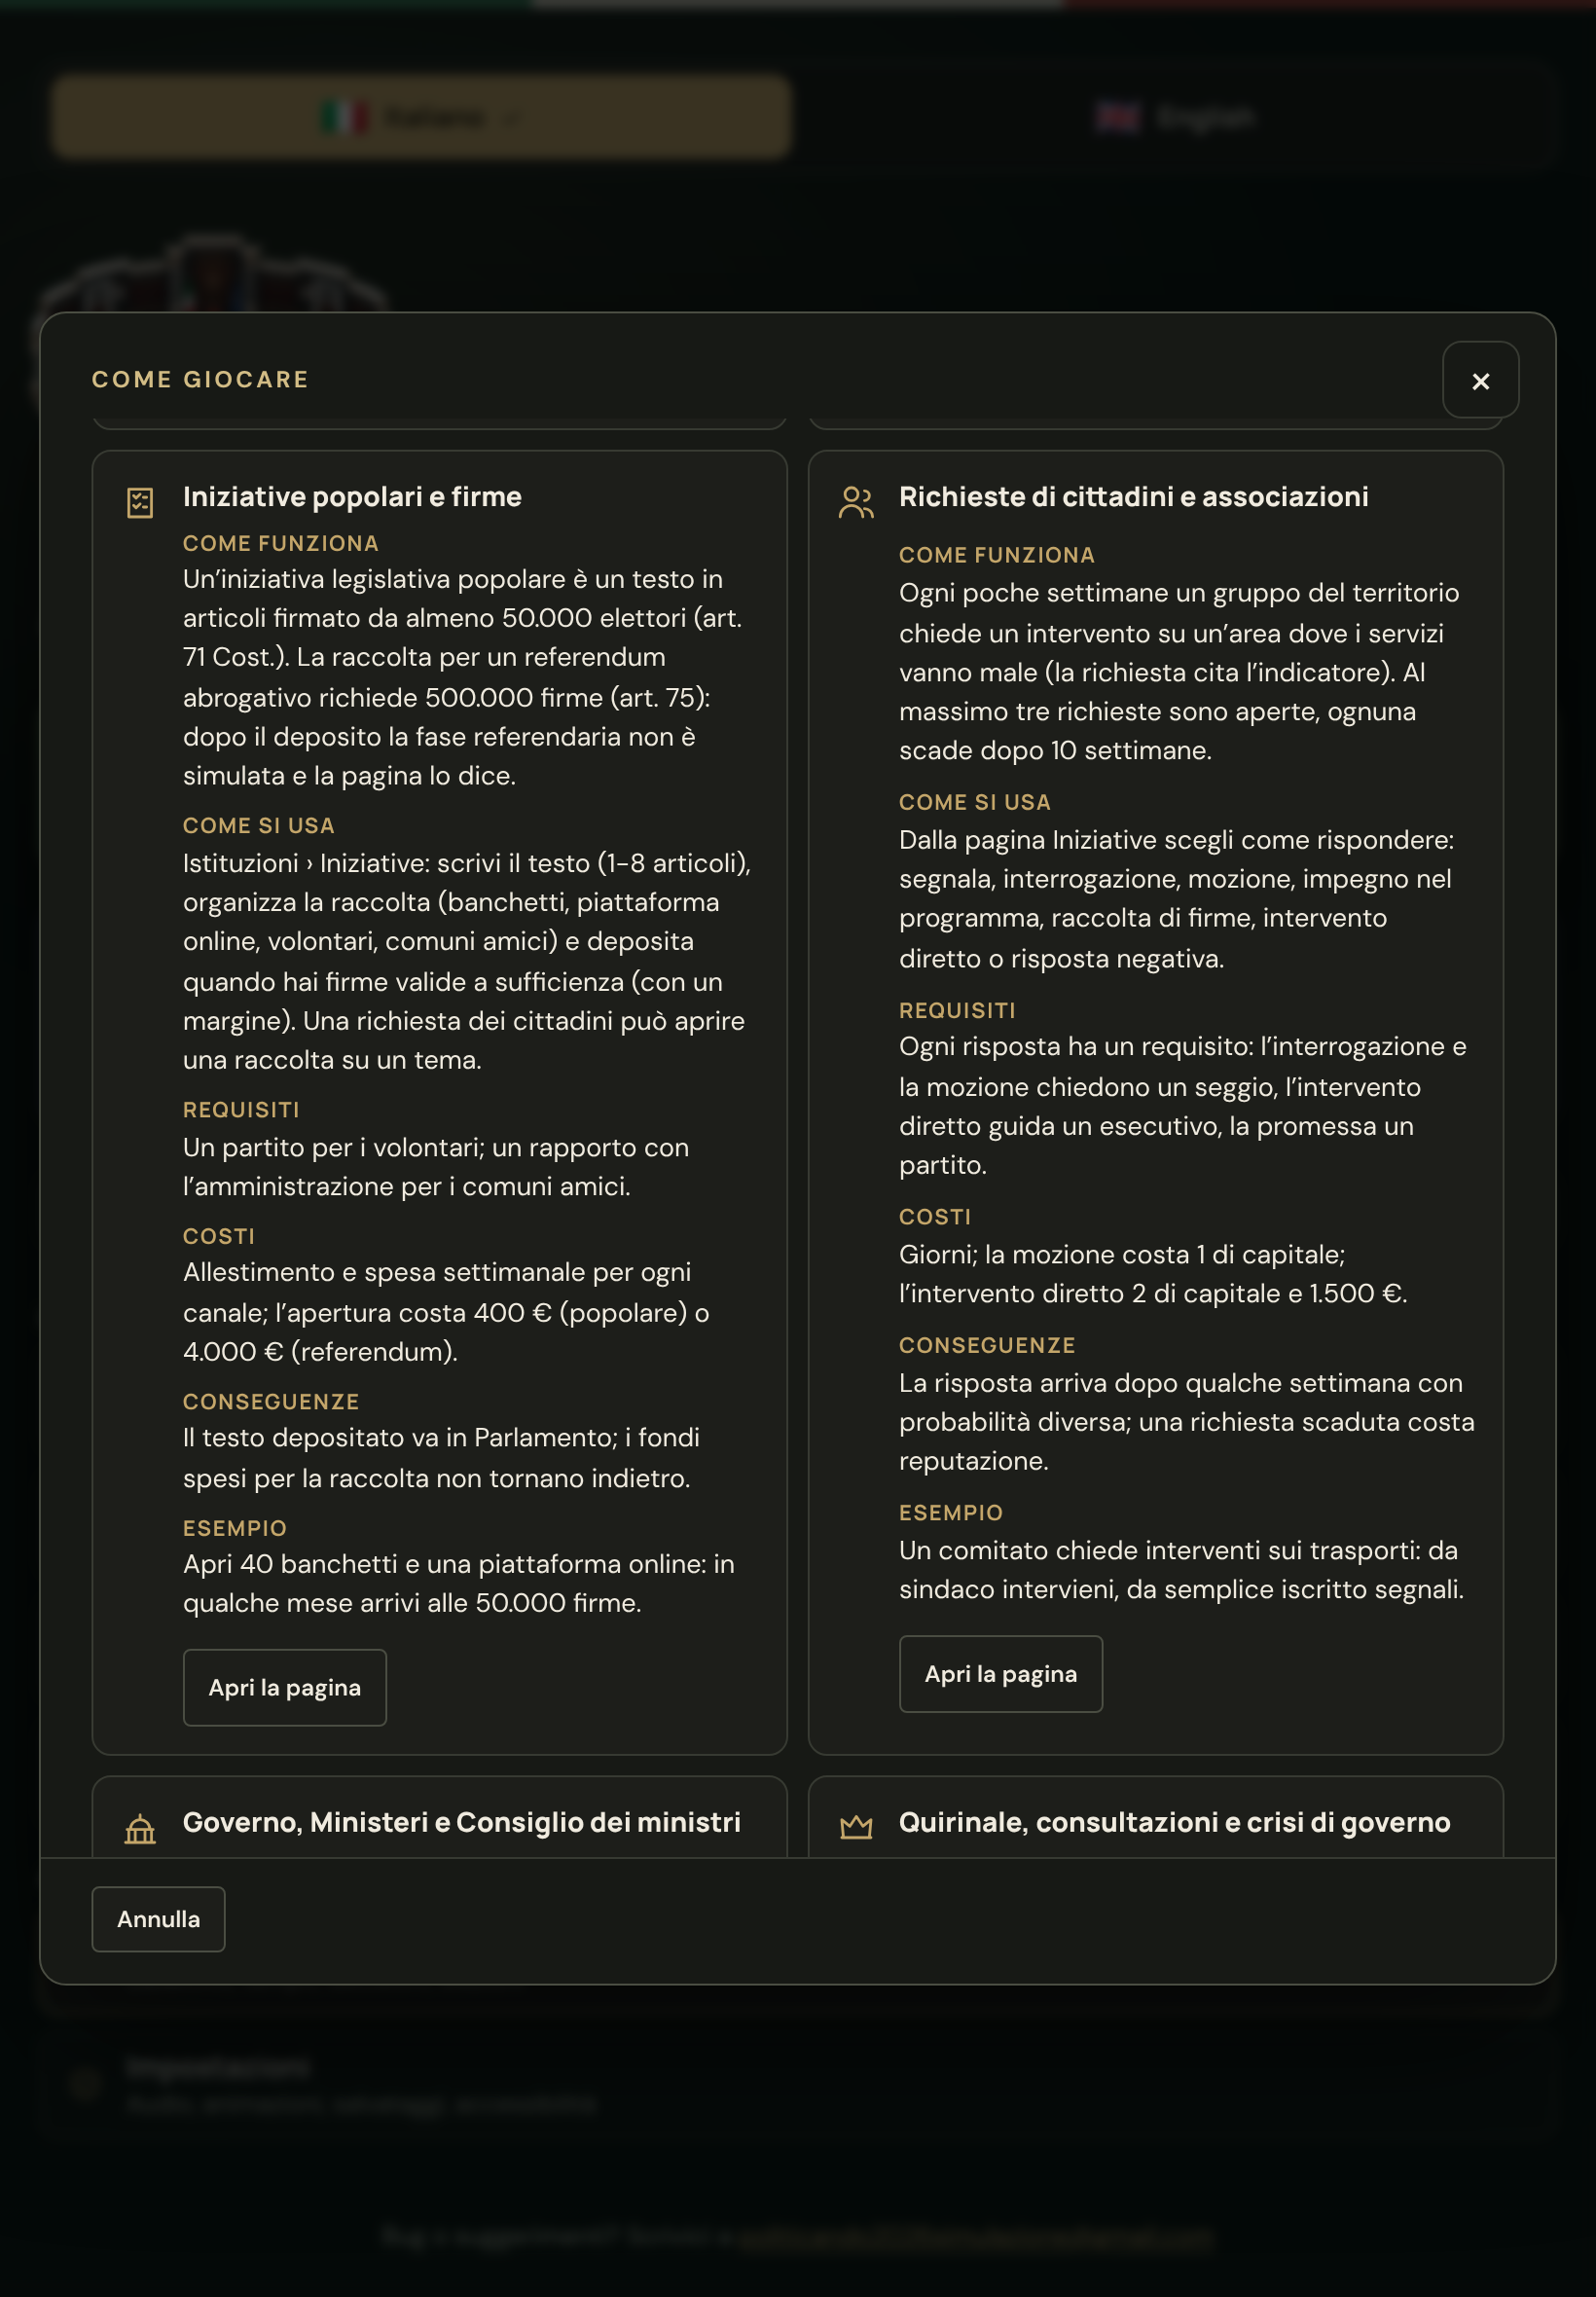 Italiano ✓
English
COME GIOCARE
×
Iniziative popolari e firme
COME FUNZIONA
Un’iniziativa legislativa popolare è un testo in
articoli firmato da almeno 50.000 elettori (art.
71 Cost.). La raccolta per un referendum
abrogativo richiede 500.000 firme (art. 75):
dopo il deposito la fase referendaria non è
simulata e la pagina lo dice.
COME SI USA
Istituzioni › Iniziative: scrivi il testo (1–8 articoli),
organizza la raccolta (banchetti, piattaforma
online, volontari, comuni amici) e deposita
quando hai firme valide a sufficienza (con un
margine). Una richiesta dei cittadini può aprire
una raccolta su un tema.
REQUISITI
Un partito per i volontari; un rapporto con
l’amministrazione per i comuni amici.
COSTI
Allestimento e spesa settimanale per ogni
canale; l’apertura costa 400 € (popolare) o
4.000 € (referendum).
CONSEGUENZE
Il testo depositato va in Parlamento; i fondi
spesi per la raccolta non tornano indietro.
ESEMPIO
Apri 40 banchetti e una piattaforma online: in
qualche mese arrivi alle 50.000 firme.
Apri la pagina
Richieste di cittadini e associazioni
COME FUNZIONA
Ogni poche settimane un gruppo del territorio
chiede un intervento su un’area dove i servizi
vanno male (la richiesta cita l’indicatore). Al
massimo tre richieste sono aperte, ognuna
scade dopo 10 settimane.
COME SI USA
Dalla pagina Iniziative scegli come rispondere:
segnala, interrogazione, mozione, impegno nel
programma, raccolta di firme, intervento
diretto o risposta negativa.
REQUISITI
Ogni risposta ha un requisito: l’interrogazione e
la mozione chiedono un seggio, l’intervento
diretto guida un esecutivo, la promessa un
partito.
COSTI
Giorni; la mozione costa 1 di capitale;
l’intervento diretto 2 di capitale e 1.500 €.
CONSEGUENZE
La risposta arriva dopo qualche settimana con
probabilità diversa; una richiesta scaduta costa
reputazione.
ESEMPIO
Un comitato chiede interventi sui trasporti: da
sindaco intervieni, da semplice iscritto segnali.
Apri la pagina
Governo, Ministeri e Consiglio dei ministri
Quirinale, consultazioni e crisi di governo
Annulla
Impostazioni
Audio, animazioni, salvataggi, accessibilità
Bug o suggerimenti? Scrivici a